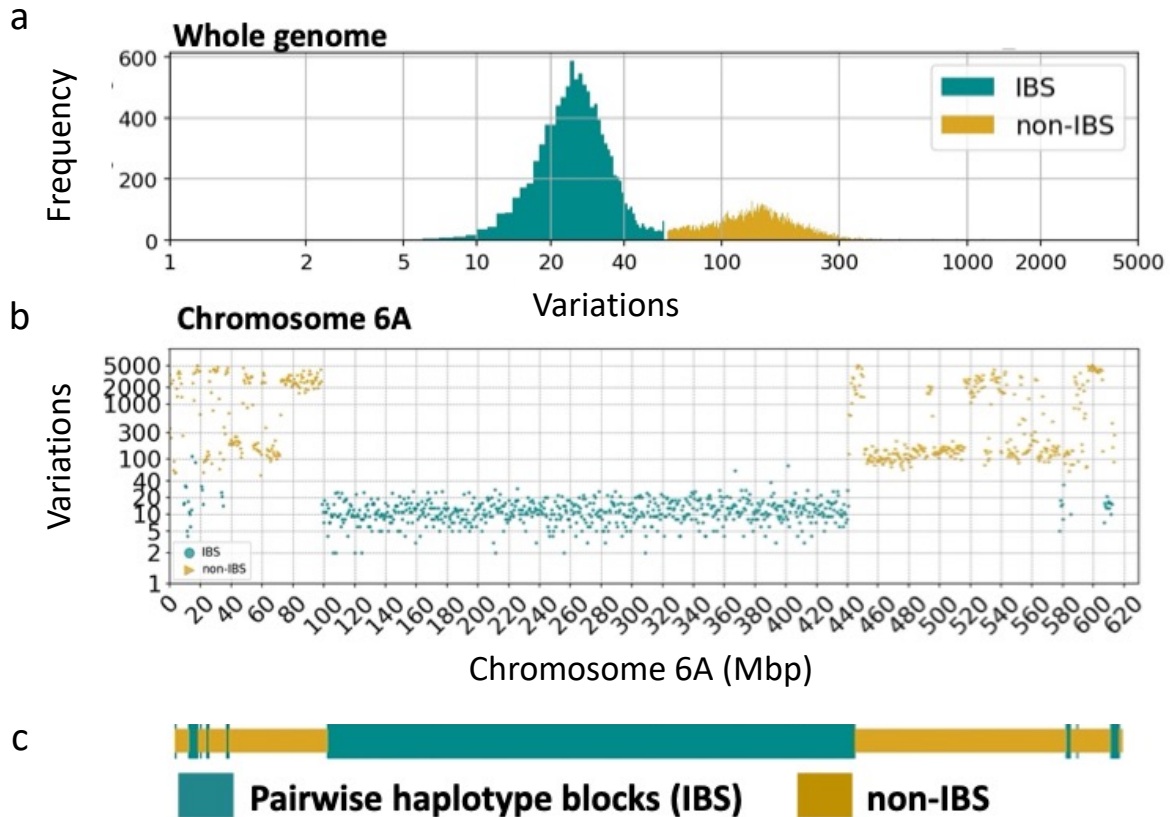 a
Whole genome
Frequency
600
400
200
0
IBS
non-IBS
1 2 5 10 20 40 100 300 1000 2000 5000
Variations
b
Chromosome 6A
Variations
5000
2000
1000
300
100
40
20
10
5
2
1
IBS
non-IBS
0 20 40 60 80 100 120 140 160 180 200 220 240 260 280 300 320 340 360 380 400 420 440 460 480 500 520 540 560 580 600 620
Chromosome 6A (Mbp)
c
Pairwise haplotype blocks (IBS) non-IBS